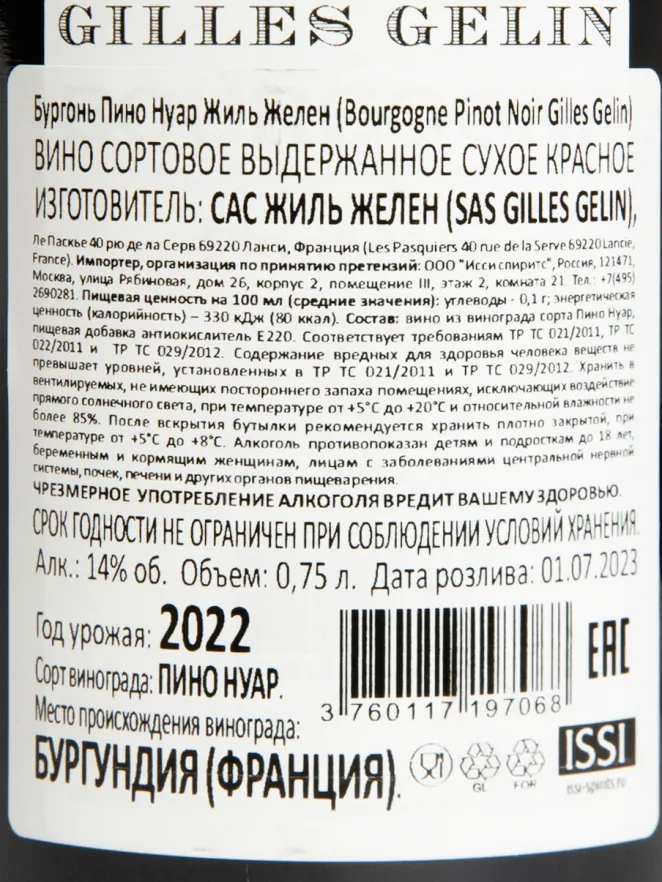 GILLES GELIN
Бургонь Пино Нуар Жиль Желен (Bourgogne Pinot Noir Gilles Gelin)
ВИНО СОРТОВОЕ ВЫДЕРЖАННОЕ СУХОЕ КРАСНОЕ
ИЗГОТОВИТЕЛЬ: САС ЖИЛЬ ЖЕЛЕН (SAS GILLES GELIN),
Ле Паскье 40 рю де ла Серв 69220 Ланси, Франция (Les Pasquiers 40 rue de la Serve 69220 Lancie,
France). Импортер, организация по принятию претензий: ООО "Исси спиритс", Россия, 121471,
Москва, улица Рябиновая, дом 26, корпус 2, помещение III, этаж 2, комната 21. Тел.: +7(495)
2690281. Пищевая ценность на 100 мл (средние значения): углеводы - 0,1 г; энергетическая
ценность (калорийность) – 330 кДж (80 ккал). Состав: вино из винограда сорта Пино Нуар,
пищевая добавка антиокислитель Е220. Соответствует требованиям ТР ТС 021/2011, ТР ТС
022/2011 и ТР ТС 029/2012. Содержание вредных для здоровья человека веществ не
превышает уровней, установленных в ТР ТС 021/2011 и ТР ТС 029/2012. Хранить в
вентилируемых, не имеющих постороннего запаха помещениях, исключающих воздействие
прямого солнечного света, при температуре от +5°С до +20°С и относительной влажности не
более 85%. После вскрытия бутылки рекомендуется хранить плотно закрытой, при
температуре от +5°С до +8°С. Алкоголь противопоказан детям и подросткам до 18 лет,
беременным и кормящим женщинам, лицам с заболеваниями центральной нервной
системы, почек, печени и других органов пищеварения.
ЧРЕЗМЕРНОЕ УПОТРЕБЛЕНИЕ АЛКОГОЛЯ ВРЕДИТ ВАШЕМУ ЗДОРОВЬЮ.
СРОК ГОДНОСТИ НЕ ОГРАНИЧЕН ПРИ СОБЛЮДЕНИИ УСЛОВИЙ ХРАНЕНИЯ.
Алк.: 14% об. Объем: 0,75 л. Дата розлива: 01.07.2023
Год урожая: 2022
Сорт винограда: ПИНО НУАР.
Место происхождения винограда:
БУРГУНДИЯ (ФРАНЦИЯ).
3 760117 197068
EAC
GL
FOR
ISSI
issi-spirits.ru